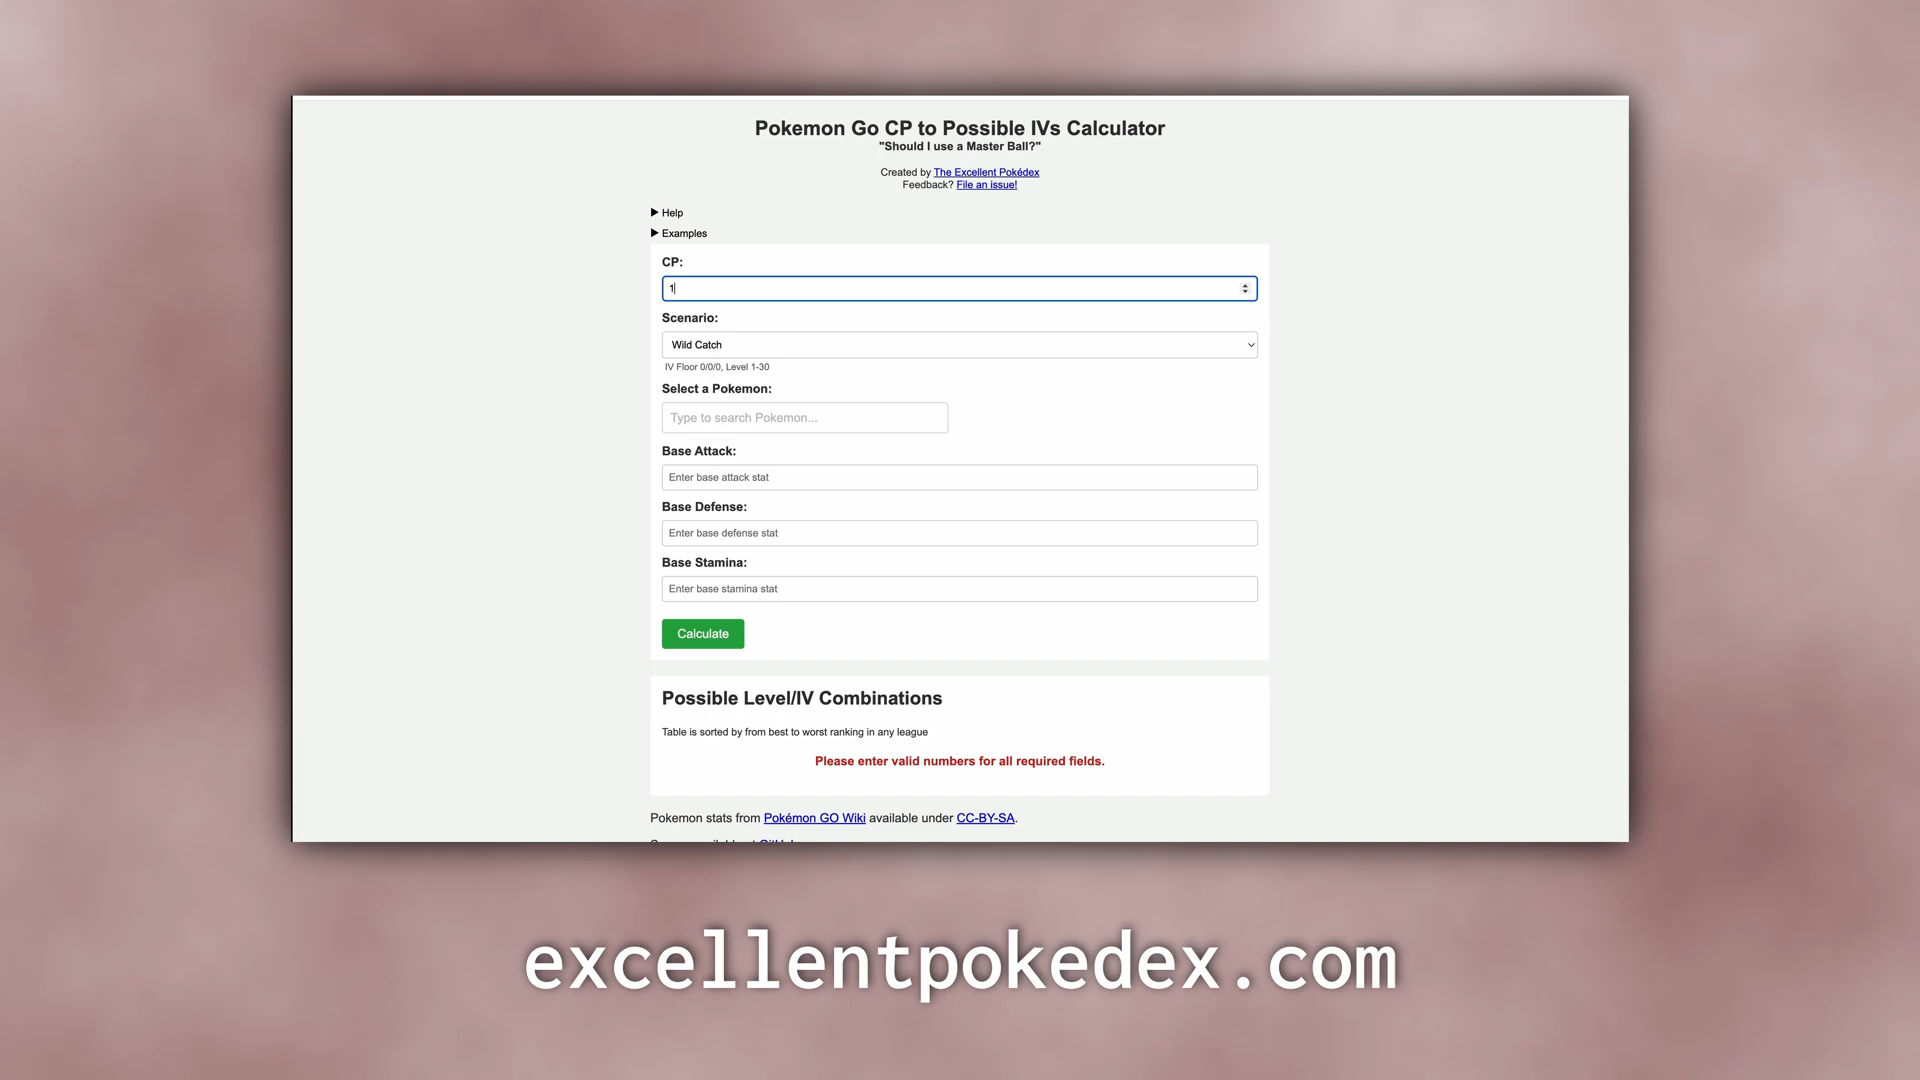 Pokemon Go CP to Possible IVs Calculator
"Should I use a Master Ball?"
Created by The Excellent Pokédex
Feedback? File an issue!
▶ Help
▶ Examples
CP:
1
Scenario:
Wild Catch
IV Floor 0/0/0, Level 1-30
Select a Pokemon:
Type to search Pokemon...
Base Attack:
Enter base attack stat
Base Defense:
Enter base defense stat
Base Stamina:
Enter base stamina stat
Calculate
Possible Level/IV Combinations
Table is sorted by from best to worst ranking in any league
Please enter valid numbers for all required fields.
Pokemon stats from Pokémon GO Wiki available under CC-BY-SA.
excellentpokedex.com